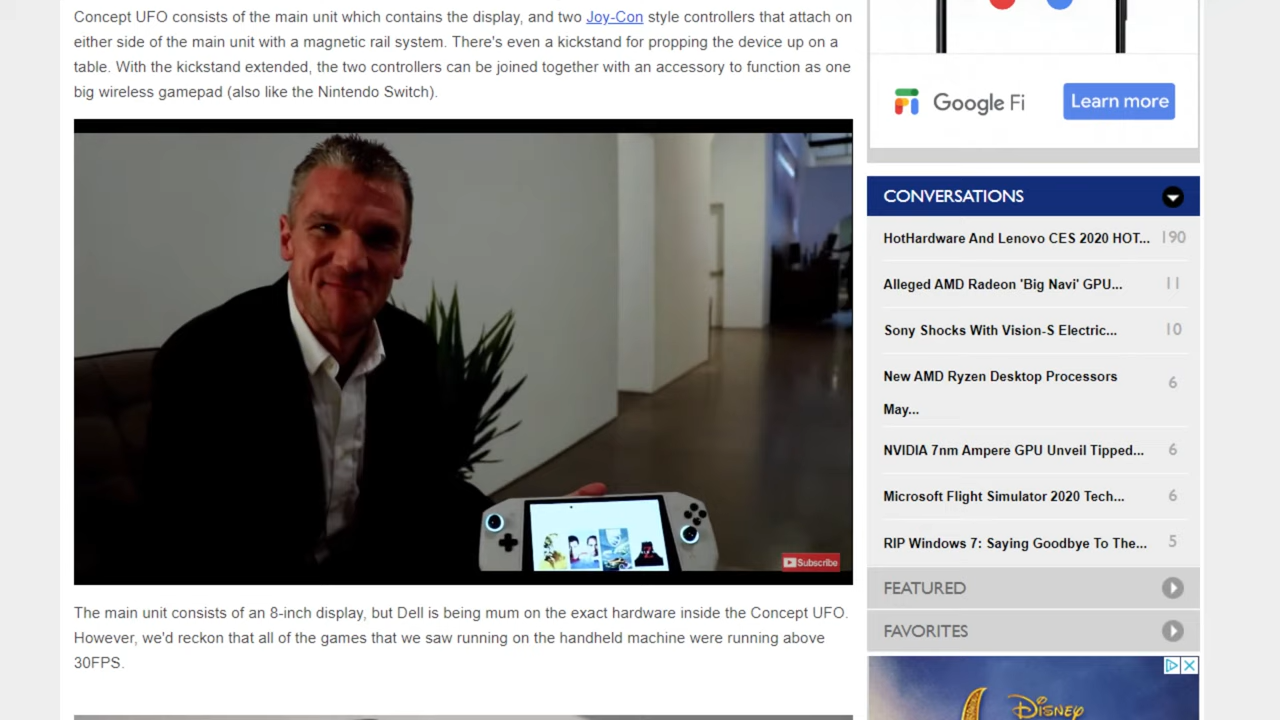 Concept UFO consists of the main unit which contains the display, and two Joy-Con style controllers that attach on
either side of the main unit with a magnetic rail system. There's even a kickstand for propping the device up on a
table. With the kickstand extended, the two controllers can be joined together with an accessory to function as one
big wireless gamepad (also like the Nintendo Switch).
Subscribe
The main unit consists of an 8-inch display, but Dell is being mum on the exact hardware inside the Concept UFO.
However, we'd reckon that all of the games that we saw running on the handheld machine were running above
30FPS.
Google Fi
Learn more
CONVERSATIONS
HotHardware And Lenovo CES 2020 HOT... 190
Alleged AMD Radeon 'Big Navi' GPU... 11
Sony Shocks With Vision-S Electric... 10
New AMD Ryzen Desktop Processors
May... 6
NVIDIA 7nm Ampere GPU Unveil Tipped... 6
Microsoft Flight Simulator 2020 Tech... 6
RIP Windows 7: Saying Goodbye To The... 5
FEATURED
FAVORITES
DISNEY